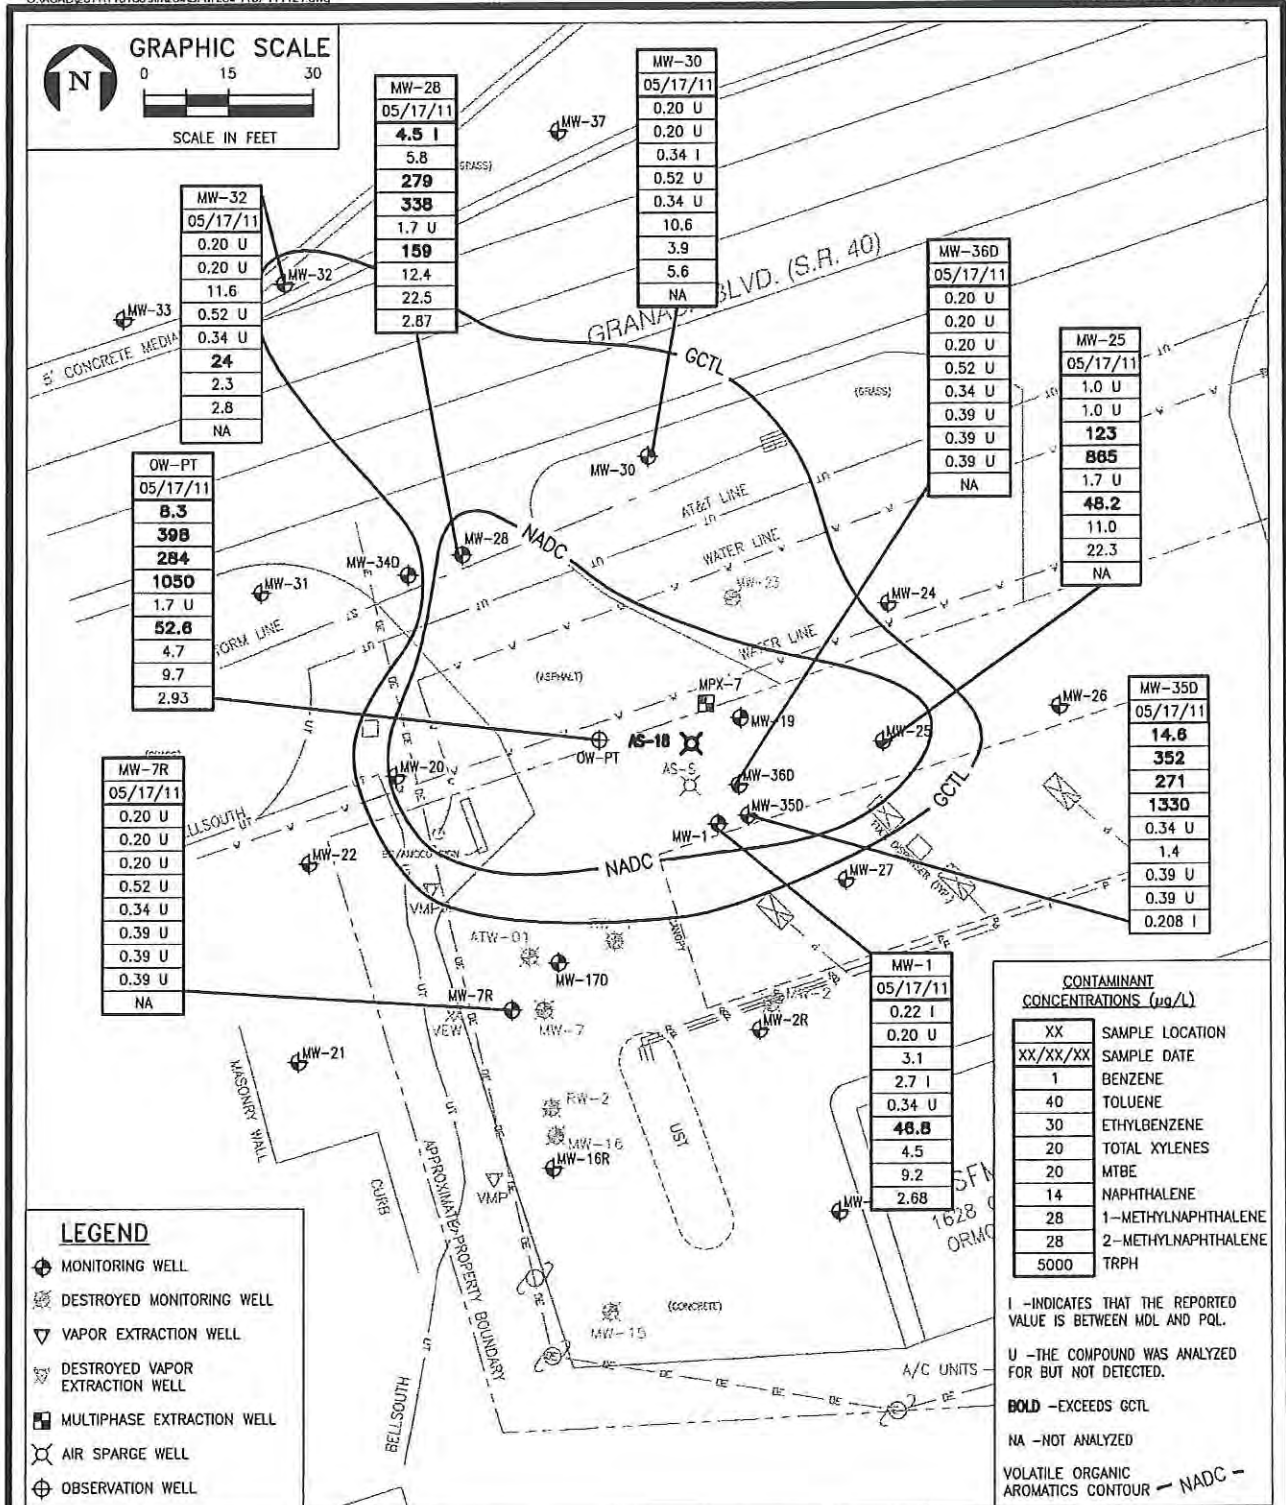 GRAPHIC SCALE
N
0 15 30
SCALE IN FEET
MW-28
05/17/11
4.5 I
5.8
279
338
1.7 U
159
12.4
22.5
2.87
MW-37
(GRASS)
MW-30
05/17/11
0.20 U
0.20 U
0.34 I
0.52 U
0.34 U
10.6
3.9
5.6
NA
MW-32
05/17/11
0.20 U
0.20 U
11.6
0.52 U
0.34 U
24
2.3
2.8
NA
MW-32
MW-33
5' CONCRETE MEDIA
GRANA BLVD. (S.R. 40)
GCTL
MW-36D
05/17/11
0.20 U
0.20 U
0.20 U
0.52 U
0.34 U
0.39 U
0.39 U
0.39 U
NA
MW-25
05/17/11
1.0 U
1.0 U
123
865
1.7 U
48.2
11.0
22.3
NA
(GRASS)
MW-30
OW-PT
05/17/11
8.3
398
284
1050
1.7 U
52.6
4.7
9.7
2.93
AT&T LINE
WATER LINE
NADC
MW-28
MW-34D
MW-31
MW-23
MW-24
ORM LINE
WATER LINE
(ASPHALT)
MPX-7
MW-19
MW-26
MW-25
OW-PT
AS-18
AS-S
MW-20
MW-36D
MW-35D
MW-1
GCTL
MW-35D
05/17/11
14.6
352
271
1330
0.34 U
1.4
0.39 U
0.39 U
0.208 I
MW-7R
05/17/11
0.20 U
0.20 U
0.20 U
0.52 U
0.34 U
0.39 U
0.39 U
0.39 U
NA
LLSOUTH
MW-22
NADC
MW-27
DISPENSER (TYP.)
VMP
CANOPY
ATW-01
MW-17D
MW-7R
VEW
MW-7
MW-2R
MW-21
MASONRY WALL
RW-2
MW-16
MW-16R
VMP
UST
CURB
APPROXIMATE PROPERTY BOUNDARY
BELLSOUTH
MW-15
(CONCRETE)
MW-
1628
ORMO
A/C UNITS
MW-1
05/17/11
0.22 I
0.20 U
3.1
2.7 I
0.34 U
46.8
4.5
9.2
2.68
CONTAMINANT
CONCENTRATIONS (µg/L)
XX SAMPLE LOCATION
XX/XX/XX SAMPLE DATE
1 BENZENE
40 TOLUENE
30 ETHYLBENZENE
20 TOTAL XYLENES
20 MTBE
14 NAPHTHALENE
28 1-METHYLNAPHTHALENE
28 2-METHYLNAPHTHALENE
5000 TRPH
I -INDICATES THAT THE REPORTED
VALUE IS BETWEEN MDL AND PQL.
U -THE COMPOUND WAS ANALYZED
FOR BUT NOT DETECTED.
BOLD -EXCEEDS GCTL
NA -NOT ANALYZED
VOLATILE ORGANIC
AROMATICS CONTOUR — NADC —
LEGEND
MONITORING WELL
DESTROYED MONITORING WELL
VAPOR EXTRACTION WELL
DESTROYED VAPOR
EXTRACTION WELL
MULTIPHASE EXTRACTION WELL
AIR SPARGE WELL
OBSERVATION WELL